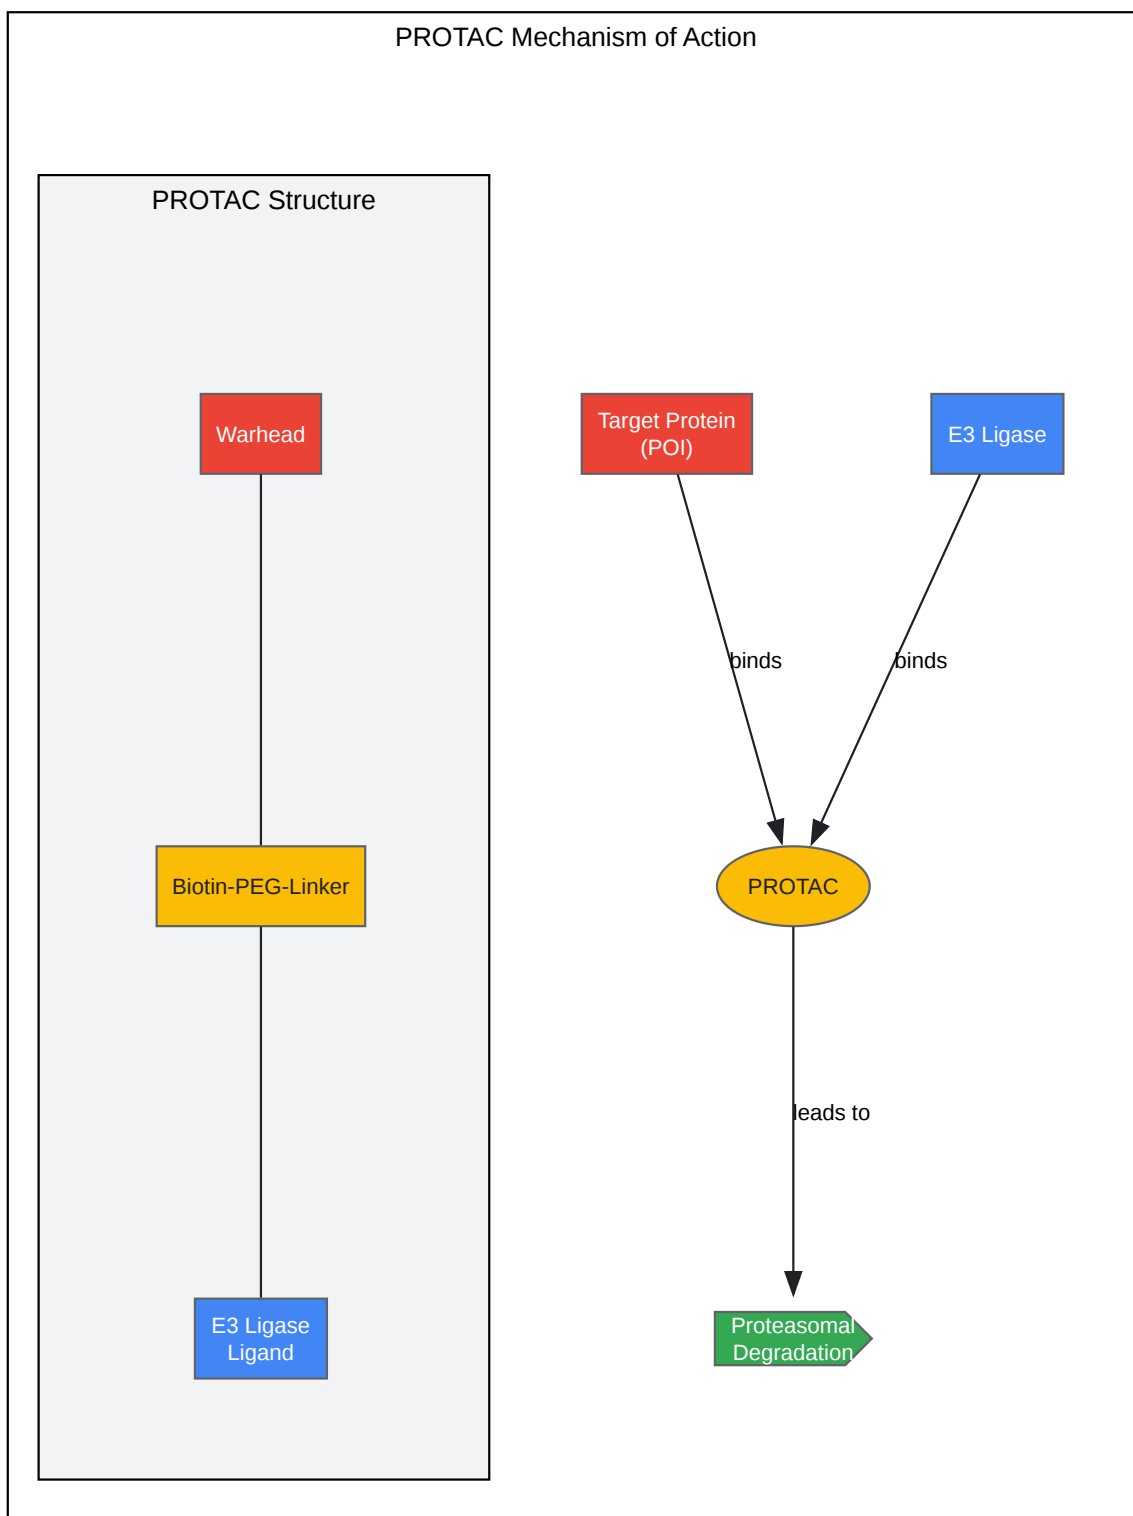 PROTAC Mechanism of Action
PROTAC Structure
Warhead
Biotin-PEG-Linker
E3 Ligase
Ligand
Target Protein
(POI)
E3 Ligase
binds
binds
PROTAC
leads to
Proteasomal
Degradation